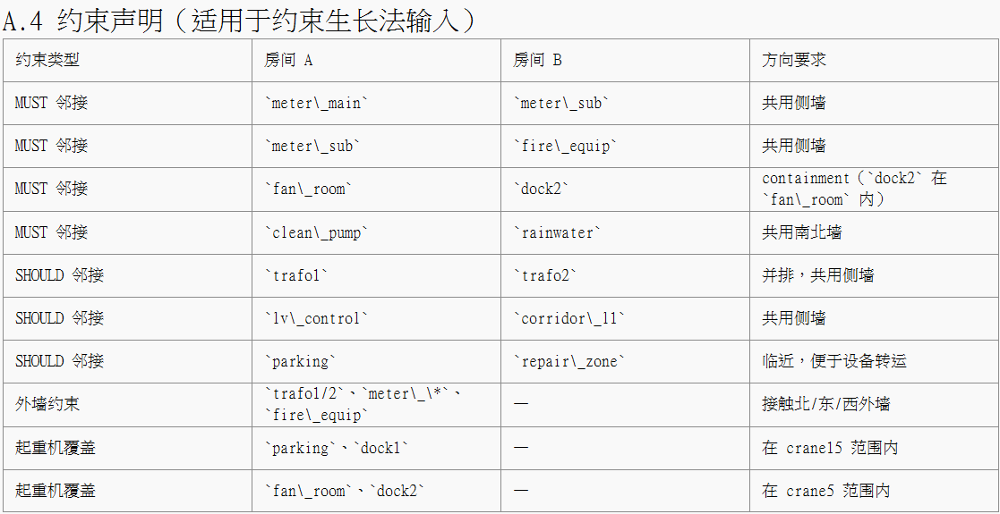 A.4 约束声明（适用于约束生长法输入）
约束类型 房间 A 房间 B 方向要求
MUST 邻接 `meter\_main` `meter\_sub` 共用侧墙
MUST 邻接 `meter\_sub` `fire\_equip` 共用侧墙
MUST 邻接 `fan\_room` `dock2` containment（`dock2` 在
`fan\_room` 内）
MUST 邻接 `clean\_pump` `rainwater` 共用南北墙
SHOULD 邻接 `trafo1` `trafo2` 并排，共用侧墙
SHOULD 邻接 `lv\_control` `corridor\_l1` 共用侧墙
SHOULD 邻接 `parking` `repair\_zone` 临近，便于设备转运
外墙约束 `trafo1/2`、`meter\_\*`、
`fire\_equip` — 接触北/东/西外墙
起重机覆盖 `parking`、`dock1` — 在 crane15 范围内
起重机覆盖 `fan\_room`、`dock2` — 在 crane5 范围内